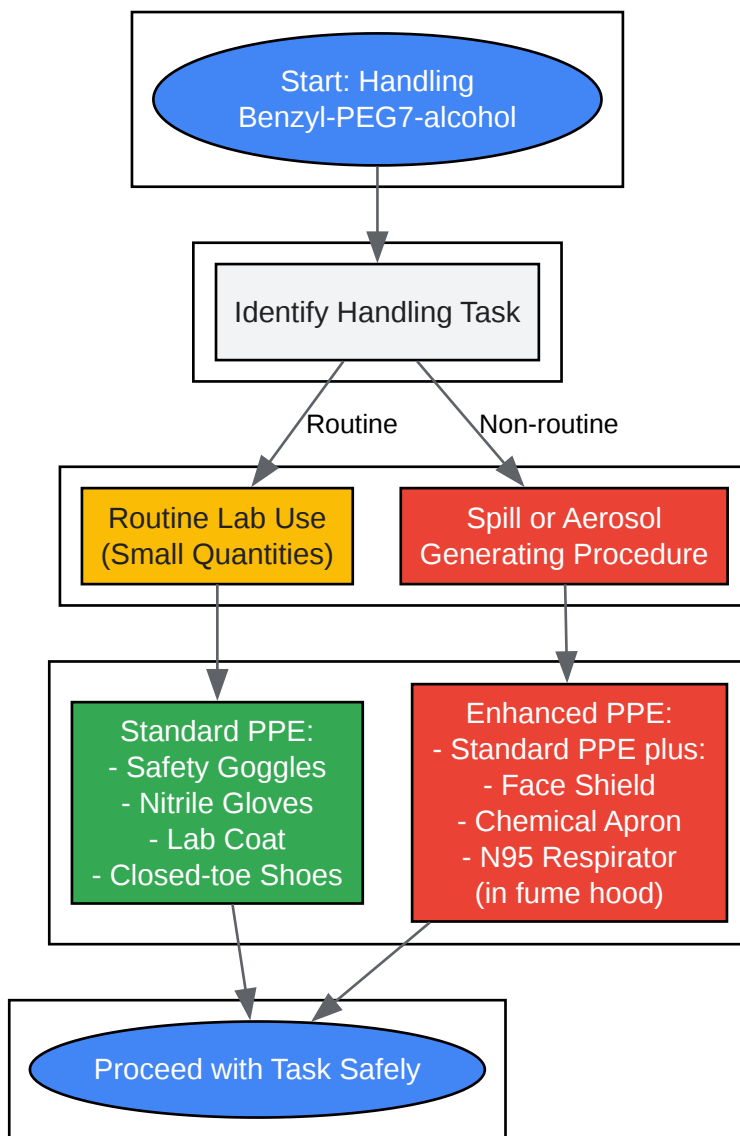 Start: Handling
Benzyl-PEG7-alcohol
Identify Handling Task
Routine
Non-routine
Routine Lab Use
(Small Quantities)
Spill or Aerosol
Generating Procedure
Standard PPE:
- Safety Goggles
- Nitrile Gloves
- Lab Coat
- Closed-toe Shoes
Enhanced PPE:
- Standard PPE plus:
- Face Shield
- Chemical Apron
- N95 Respirator
(in fume hood)
Proceed with Task Safely